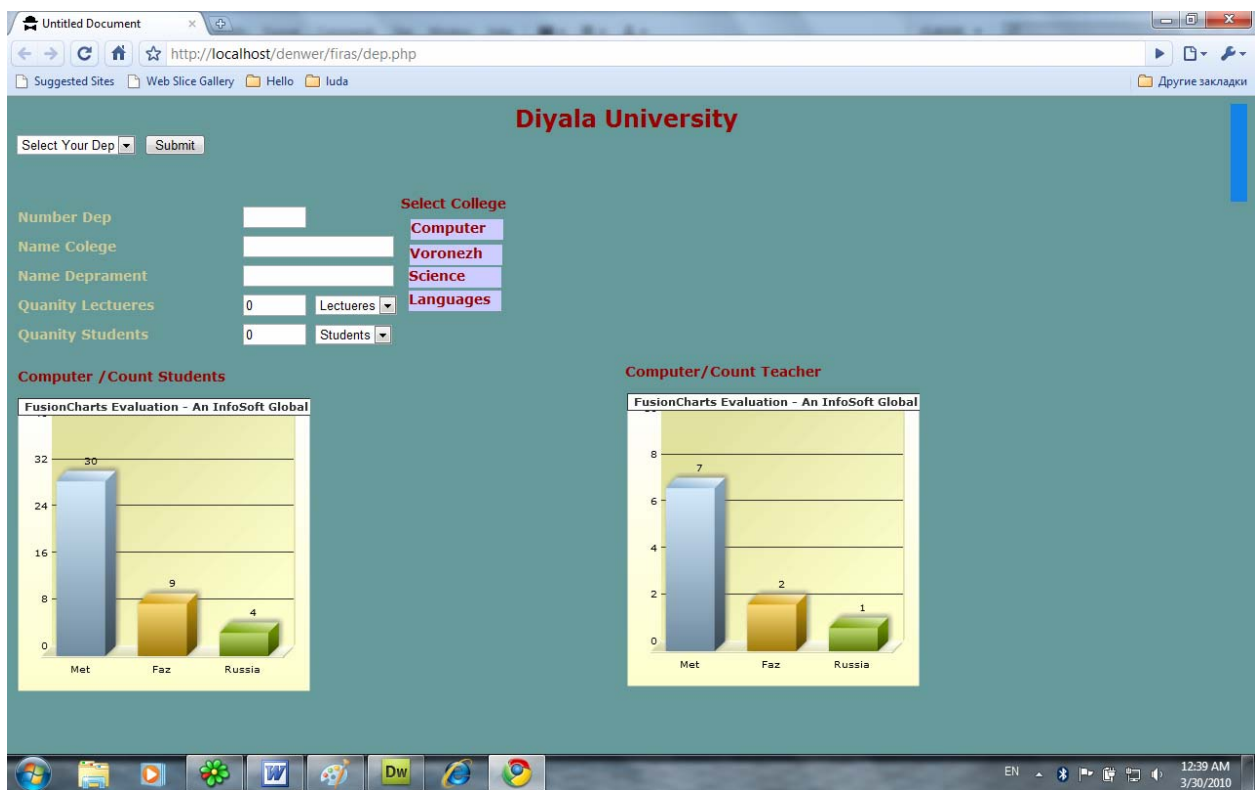 Untitled Document
http://localhost/denwer/firas/dep.php
Suggested Sites Web Slice Gallery Hello luda Другие закладки
Diyala University
Select Your Dep Submit
Select College
Computer
Voronezh
Science
Languages
Number Dep
Name Colege
Name Deprament
Quanity Lectueres 0 Lectueres
Quanity Students 0 Students
Computer /Count Students
FusionCharts Evaluation - An InfoSoft Global
32
24
16
8
0
30
9
4
Met Faz Russia
Computer/Count Teacher
FusionCharts Evaluation - An InfoSoft Global
8
6
4
2
0
7
2
1
Met Faz Russia
W Dw
EN 12:39 AM
3/30/2010